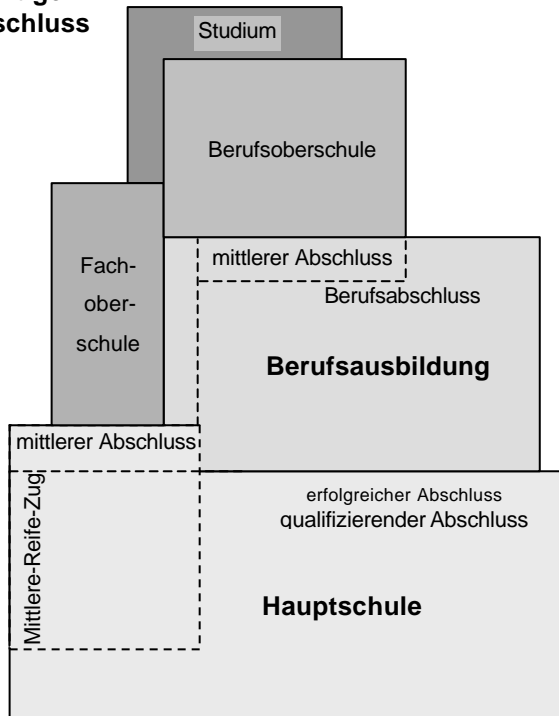 schluss
Studium
Berufsoberschule
mittlerer Abschluss
Fach-
ober-
schule
Berufsabschluss
Berufsausbildung
mittlerer Abschluss
Mittlere-Reife-Zug
erfolgreicher Abschluss
qualifizierender Abschluss
Hauptschule